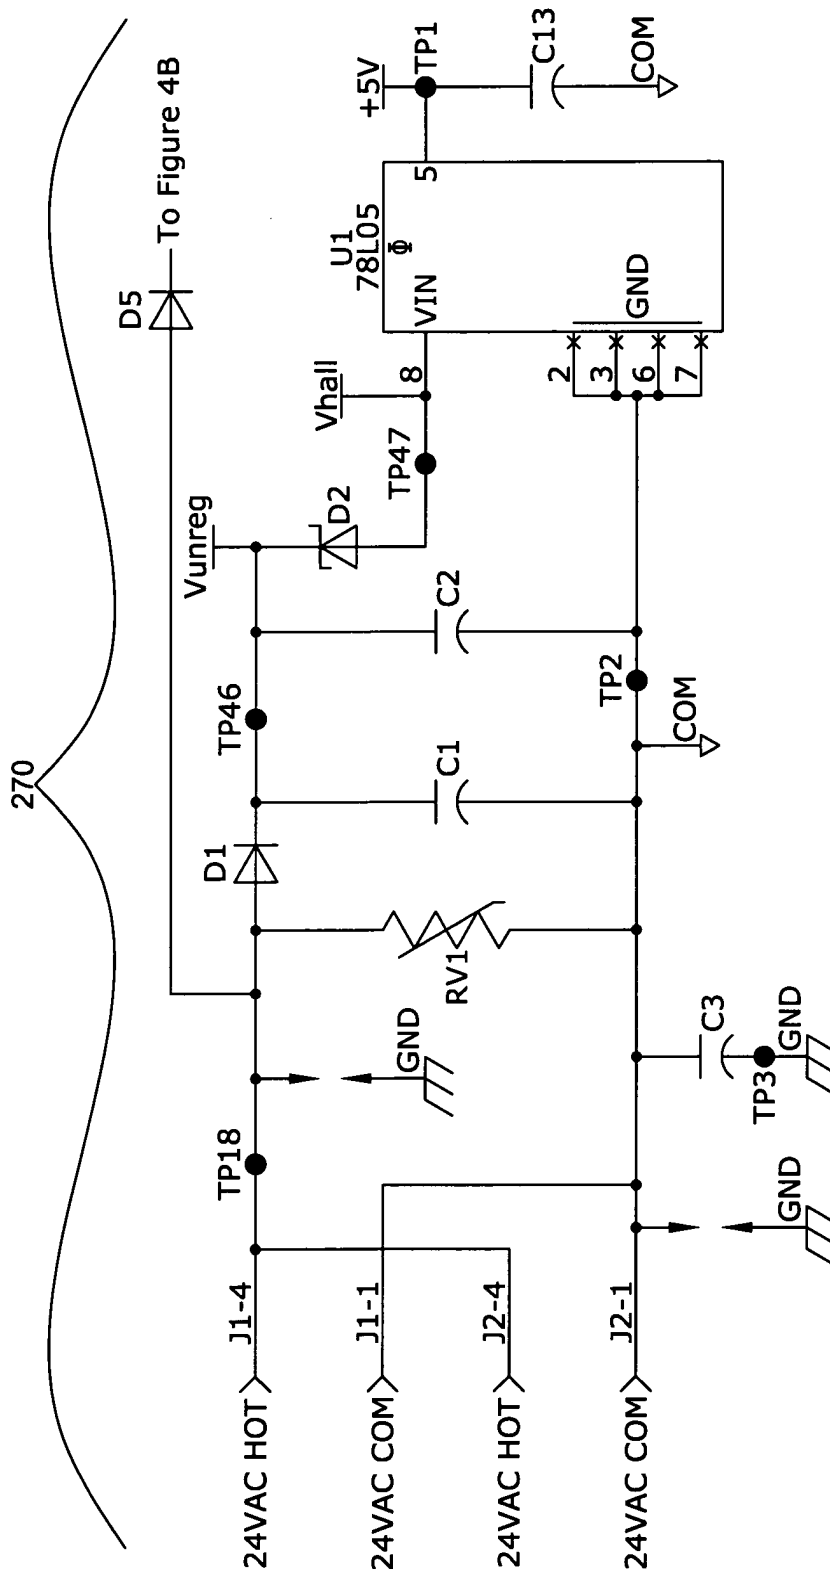 270
To Figure 4B
D5
Vunreg
Vhall
+5V
TP1
C13
COM
U1
78L05
Φ
VIN
5
8
GND
2
3
6
7
TP47
D2
C2
TP46
D1
C1
TP2
COM
RV1
GND
C3
TP3
GND
TP18
GND
24VAC HOT
J1-4
24VAC COM
J1-1
24VAC HOT
J2-4
24VAC COM
J2-1